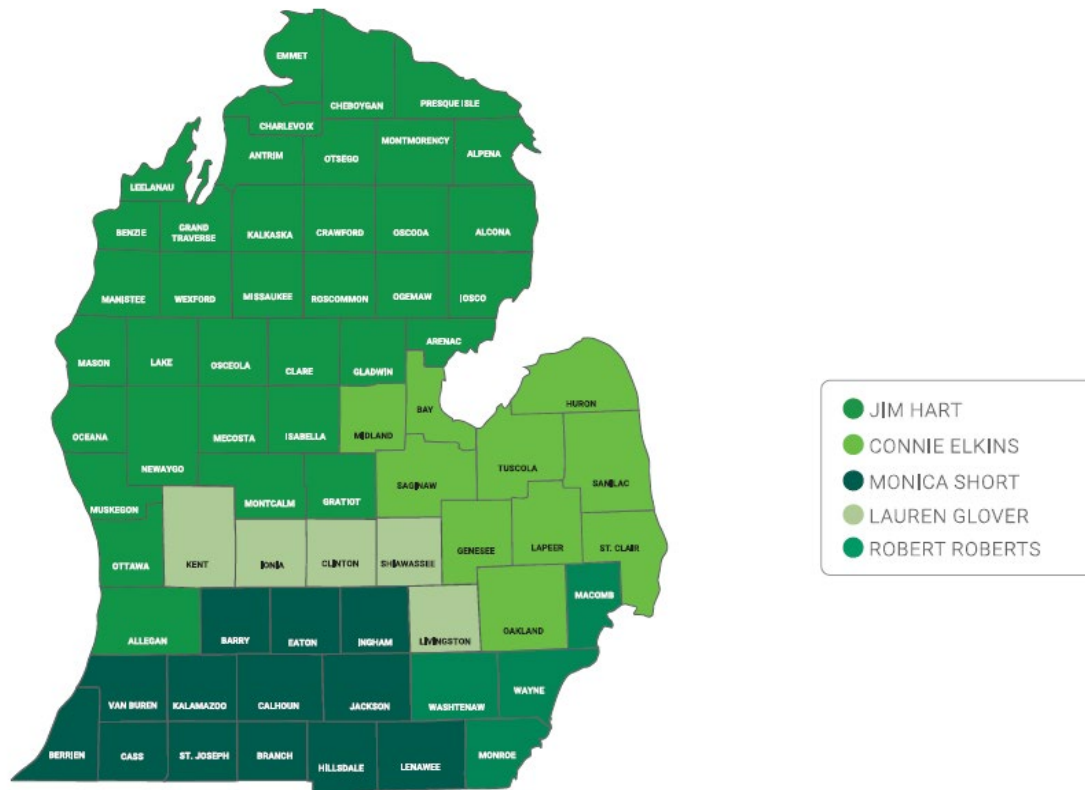 EMMET
CHEBOYGAN
PRESQUE ISLE
CHARLEVOIX
MONTMORENCY
ANTRIM
OTSEGO
ALPENA
LEELANAU
BENZIE
GRAND
TRAVERSE
KALKASKA
CRAWFORD
OSCODA
ALCONA
MANISTEE
WEXFORD
MISSAUKEE
ROSCOMMON
OGEMAW
IOSCO
ARENAC
MASON
LAKE
OSCEOLA
CLARE
GLADWIN
HURON
BAY
OCEANA
MECOSTA
ISABELLA
MIDLAND
NEWAYGO
TUSCOLA
SANILAC
SAGINAW
MUSKEGON
MONTCALM
GRATIOT
OTTAWA
KENT
IONIA
CLINTON
SHIAWASSEE
GENESEE
LAPEER
ST. CLAIR
MACOMB
ALLEGAN
BARRY
EATON
INGHAM
LIVINGSTON
OAKLAND
VAN BUREN
KALAMAZOO
CALHOUN
JACKSON
WASHTENAW
WAYNE
BERRIEN
CASS
ST. JOSEPH
BRANCH
HILLSDALE
LENAWEE
MONROE
JIM HART
CONNIE ELKINS
MONICA SHORT
LAUREN GLOVER
ROBERT ROBERTS